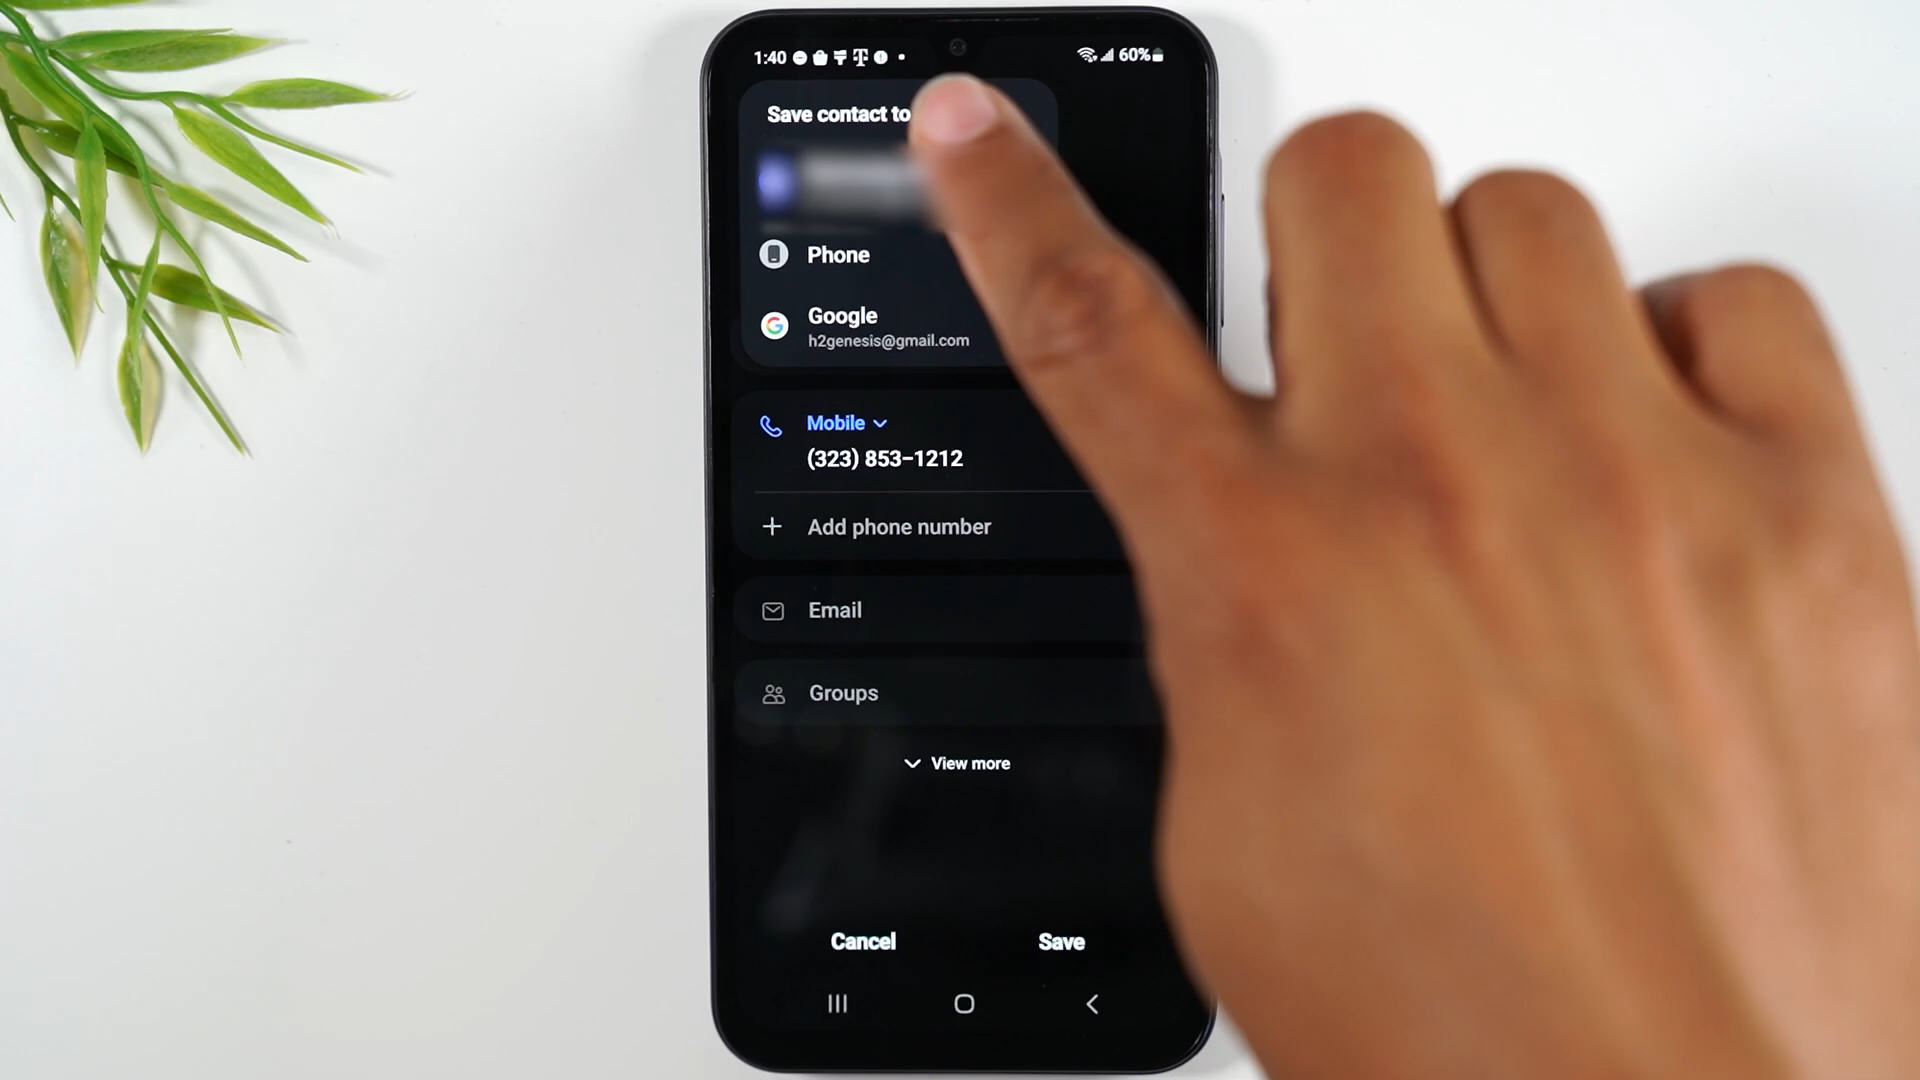 1:40
60%
Save contact to
Phone
Google
h2genesis@gmail.com
Mobile
(323) 853-1212
Add phone number
Email
Groups
View more
Cancel
Save